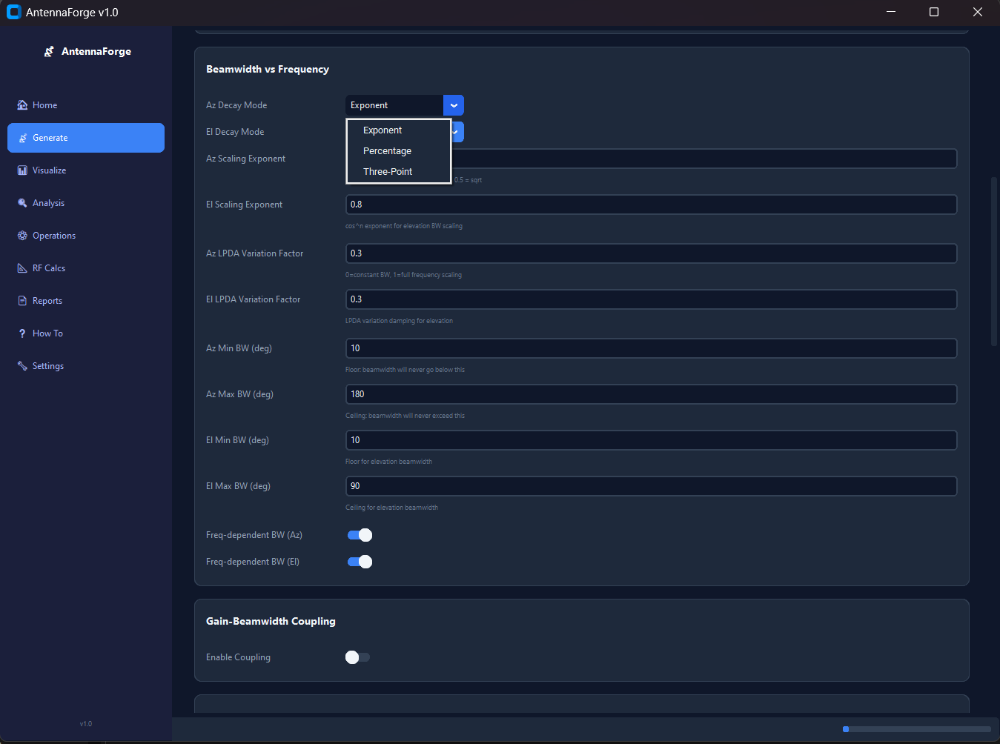 AntennaForge v1.0
AntennaForge
Home
Generate
Visualize
Analysis
Operations
RF Calcs
Reports
How To
Settings
v1.0
Beamwidth vs Frequency
Az Decay Mode
Exponent
El Decay Mode
Exponent
Percentage
Three-Point
Az Scaling Exponent
0.5 = sqrt
El Scaling Exponent
0.8
cos^n exponent for elevation BW scaling
Az LPDA Variation Factor
0.3
0=constant BW, 1=full frequency scaling
El LPDA Variation Factor
0.3
LPDA variation damping for elevation
Az Min BW (deg)
10
Floor: beamwidth will never go below this
Az Max BW (deg)
180
Ceiling: beamwidth will never exceed this
El Min BW (deg)
10
Floor for elevation beamwidth
El Max BW (deg)
90
Ceiling for elevation beamwidth
Freq-dependent BW (Az)
Freq-dependent BW (El)
Gain-Beamwidth Coupling
Enable Coupling